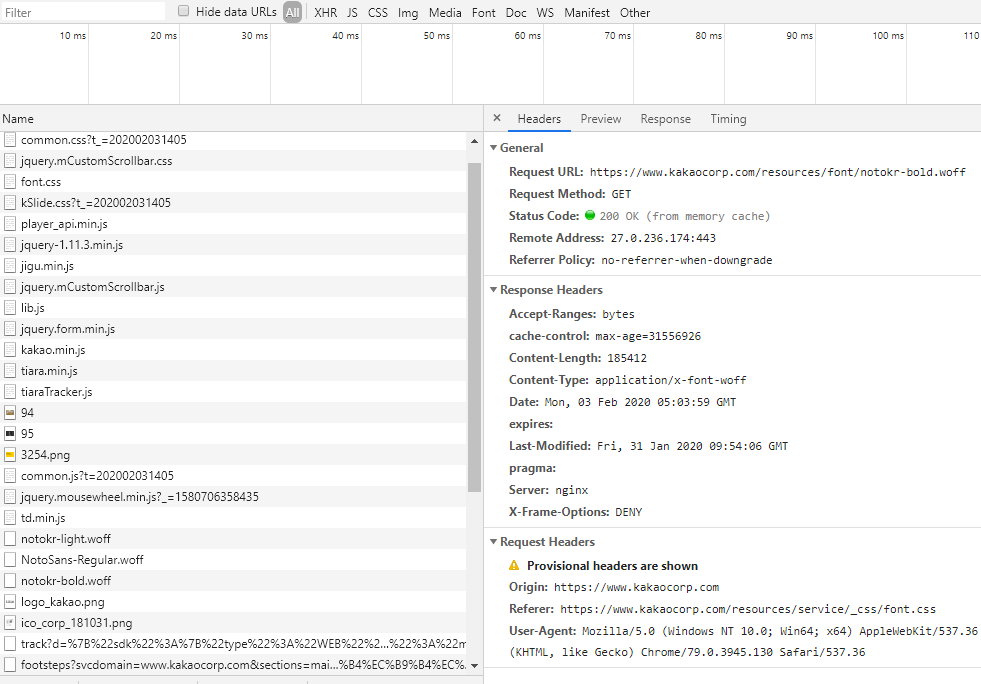 Filter Hide data URLs All XHR JS CSS Img Media Font Doc WS Manifest Other
10 ms 20 ms 30 ms 40 ms 50 ms 60 ms 70 ms 80 ms 90 ms 100 ms 110
Name
common.css?t_=202002031405
jquery.mCustomScrollbar.css
font.css
kSlide.css?t_=202002031405
player_api.min.js
jquery-1.11.3.min.js
jigu.min.js
jquery.mCustomScrollbar.js
lib.js
jquery.form.min.js
kakao.min.js
tiara.min.js
tiaraTracker.js
94
95
3254.png
common.js?t=202002031405
jquery.mousewheel.min.js?_=1580706358435
td.min.js
notokr-light.woff
NotoSans-Regular.woff
notokr-bold.woff
logo_kakao.png
ico_corp_181031.png
track?d=%7B%22sdk%22%3A%7B%22type%22%3A%22WEB%22%2...%22%3A%22m
footsteps?svcdomain=www.kakaocorp.com&sections=mai...%B4%EC%B9%B4%EC%.
× Headers Preview Response Timing
General
Request URL: https://www.kakaocorp.com/resources/font/notokr-bold.woff
Request Method: GET
Status Code: 200 OK (from memory cache)
Remote Address: 27.0.236.174:443
Referrer Policy: no-referrer-when-downgrade
Response Headers
Accept-Ranges: bytes
cache-control: max-age=31556926
Content-Length: 185412
Content-Type: application/x-font-woff
Date: Mon, 03 Feb 2020 05:03:59 GMT
expires:
Last-Modified: Fri, 31 Jan 2020 09:54:06 GMT
pragma:
Server: nginx
X-Frame-Options: DENY
Request Headers
Provisional headers are shown
Origin: https://www.kakaocorp.com
Referer: https://www.kakaocorp.com/resources/service/_css/font.css
User-Agent: Mozilla/5.0 (Windows NT 10.0; Win64; x64) AppleWebKit/537.36
(KHTML, like Gecko) Chrome/79.0.3945.130 Safari/537.36